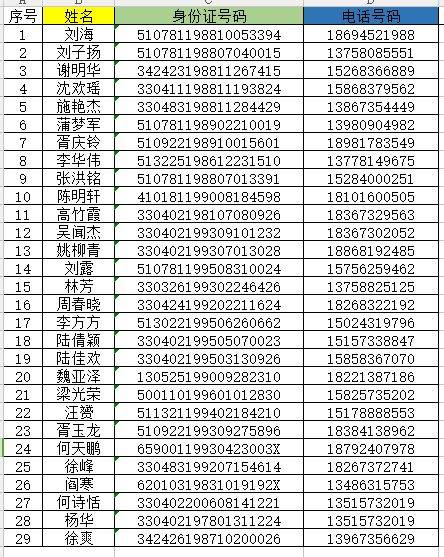 序号 姓名 身份证号码 电话号码
1 刘海 510781198810053394 18694521988
2 刘子扬 510781198807040015 13758085551
3 谢明华 342423198811267415 15268366889
4 沈欢瑶 330411198811193824 15868379562
5 施艳杰 330483198811284429 13867354449
6 蒲梦军 510781198902210019 13980904982
7 胥庆铃 510922198910015601 18981783549
8 李华伟 513225198612231510 13778149675
9 张洪铭 510781198807013391 15284000251
10 陈明轩 410181199008184598 18101600505
11 高竹霞 330402198107080926 18367329563
12 吴闻杰 330402199309101232 18367302052
13 姚柳青 330402199307013028 18868192485
14 刘露 510781199508310024 15756259462
15 林芳 330326199302246426 13758825125
16 周春晓 330424199202211624 18268322192
17 李方方 513022199506260662 15024319796
18 陆倩颖 330402199505070023 15157338847
19 陆佳欢 330402199503130926 15858367070
20 魏亚泽 130525199009282310 18221387186
21 梁光荣 500110199601012830 15825735202
22 汪赟 511321199402184210 15178888553
23 胥玉龙 510922199309275896 18384138962
24 何天鹏 65900119930423003X 18792407978
25 徐峰 330483199207154614 18267372741
26 阎寒 62010319831019192X 13486315753
27 何诗恬 330402200608141221 13515732019
28 杨华 330402197801311224 13515732019
29 徐爽 342426198710200026 13967356629